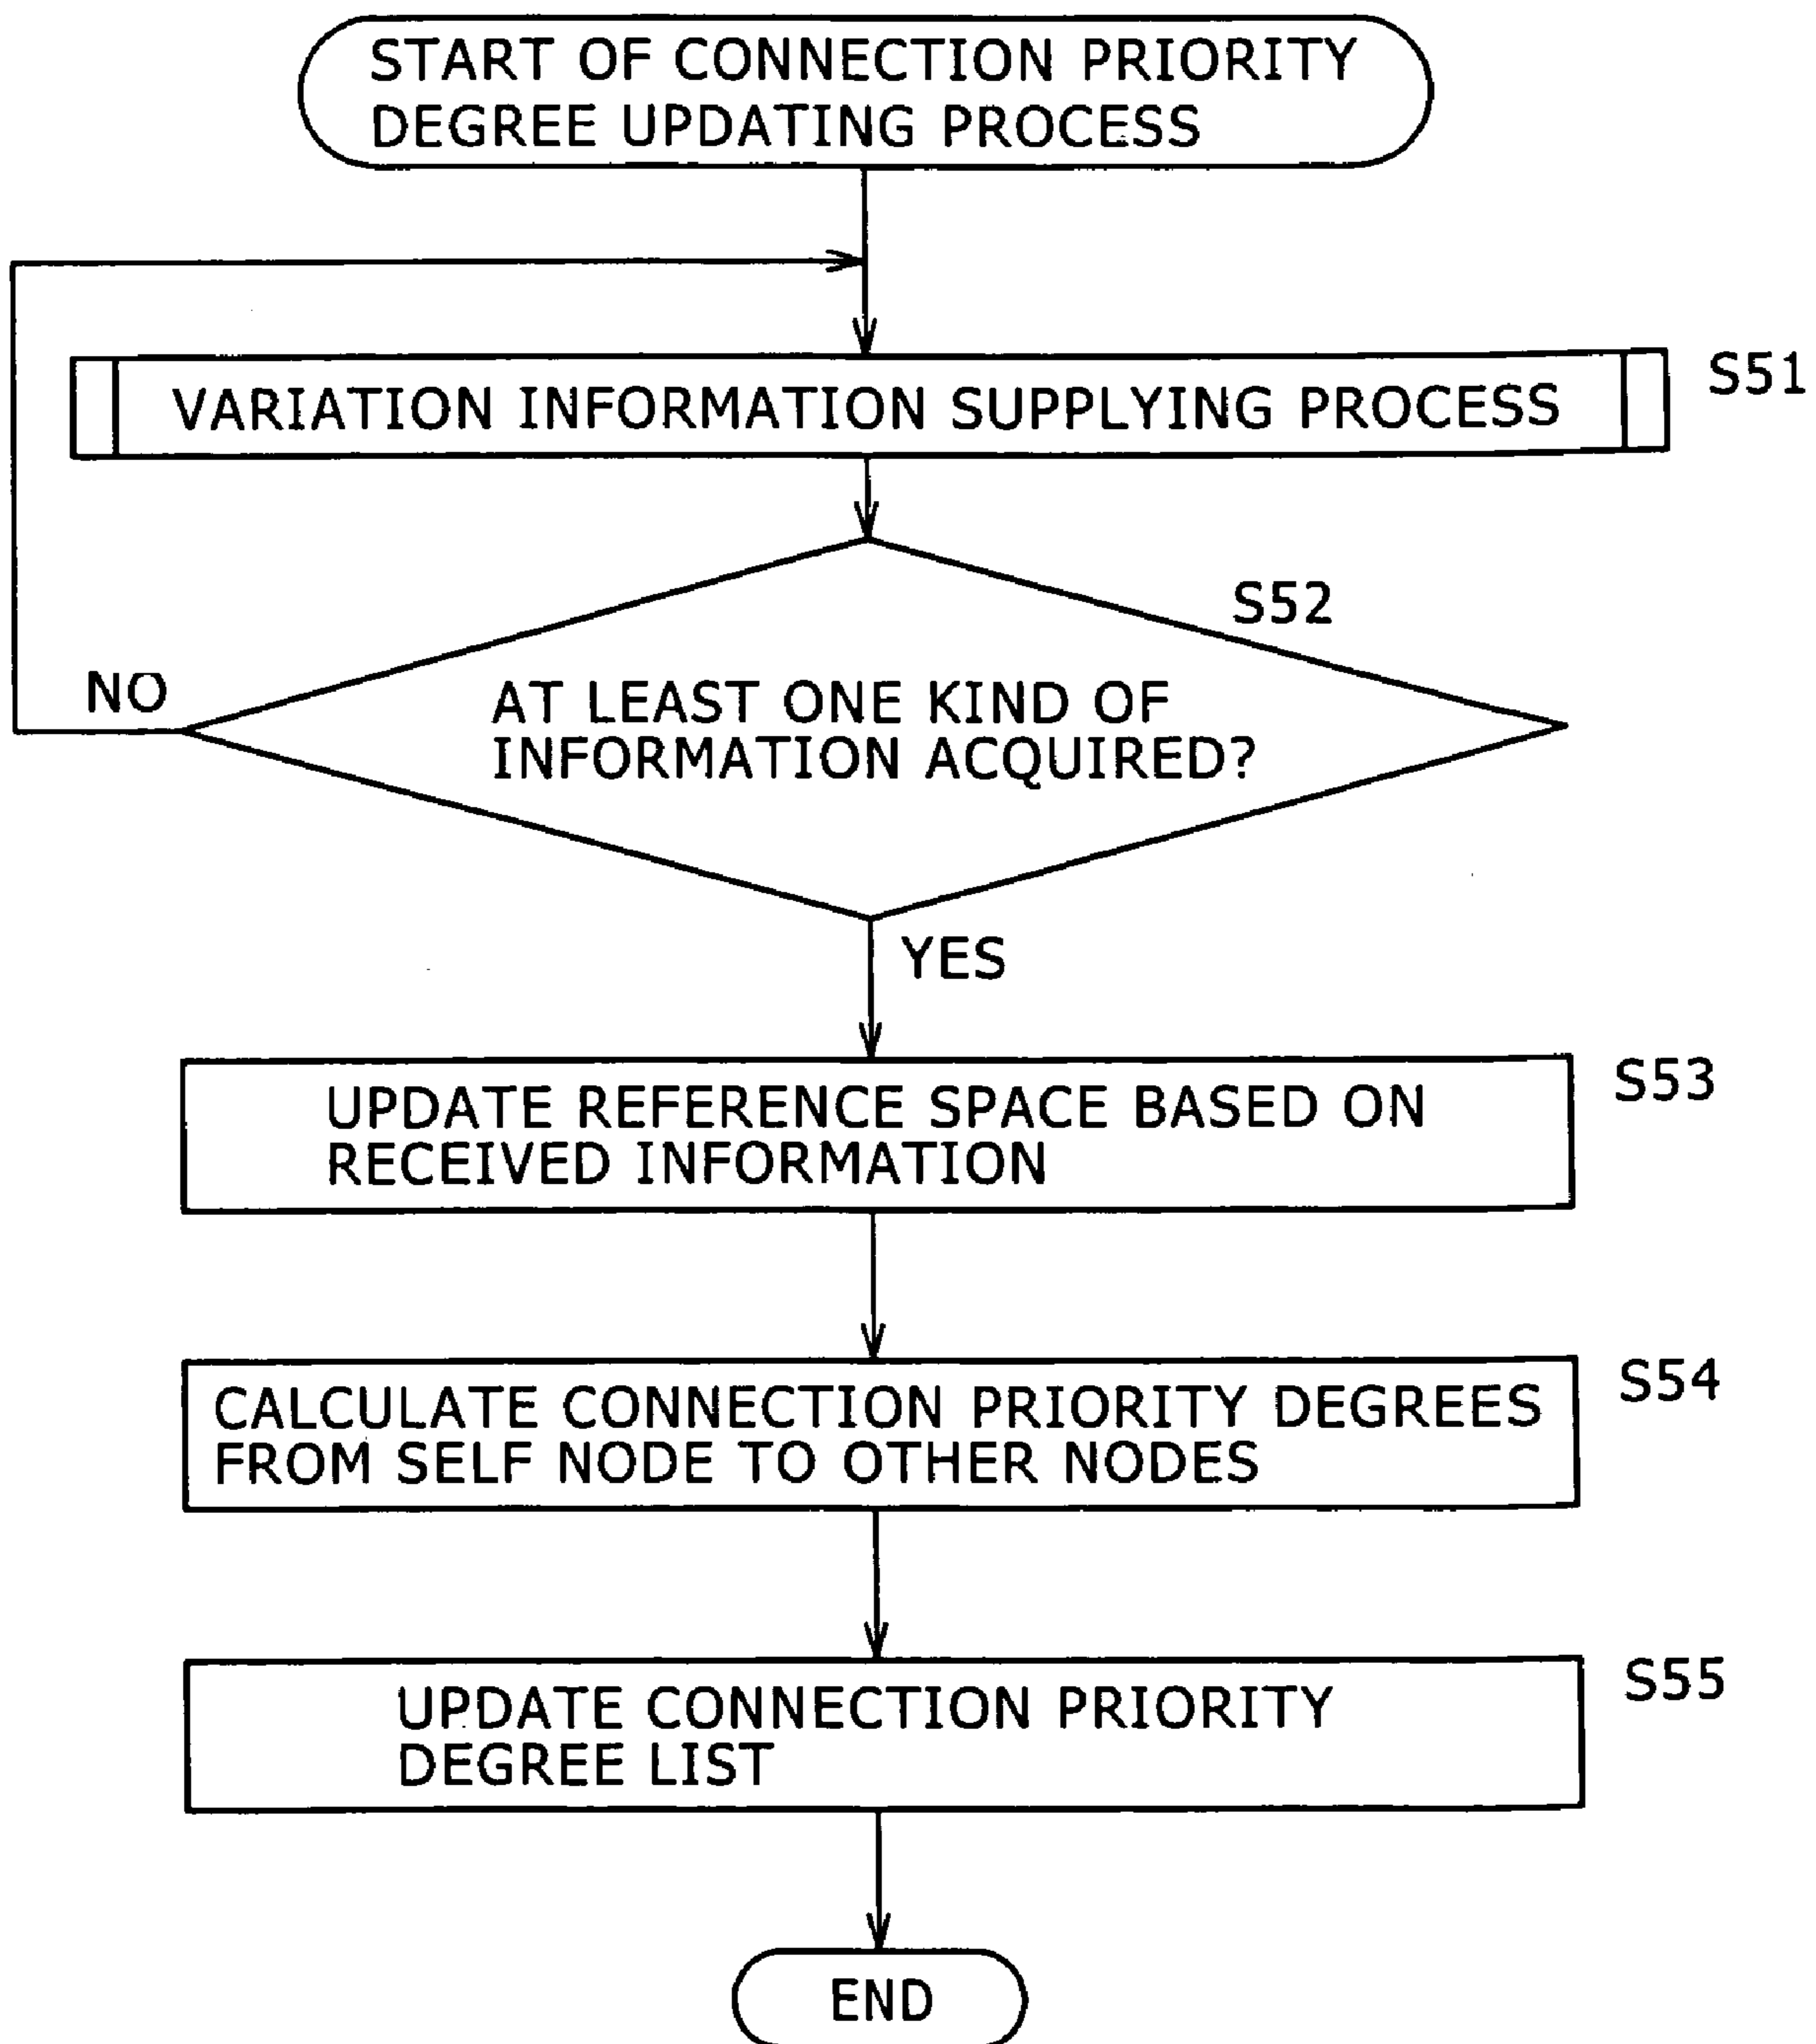 START OF CONNECTION PRIORITY
DEGREE UPDATING PROCESS
VARIATION INFORMATION SUPPLYING PROCESS
S51
S52
NO
AT LEAST ONE KIND OF
INFORMATION ACQUIRED?
YES
UPDATE REFERENCE SPACE BASED ON
RECEIVED INFORMATION
S53
CALCULATE CONNECTION PRIORITY DEGREES
FROM SELF NODE TO OTHER NODES
S54
UPDATE CONNECTION PRIORITY
DEGREE LIST
S55
END